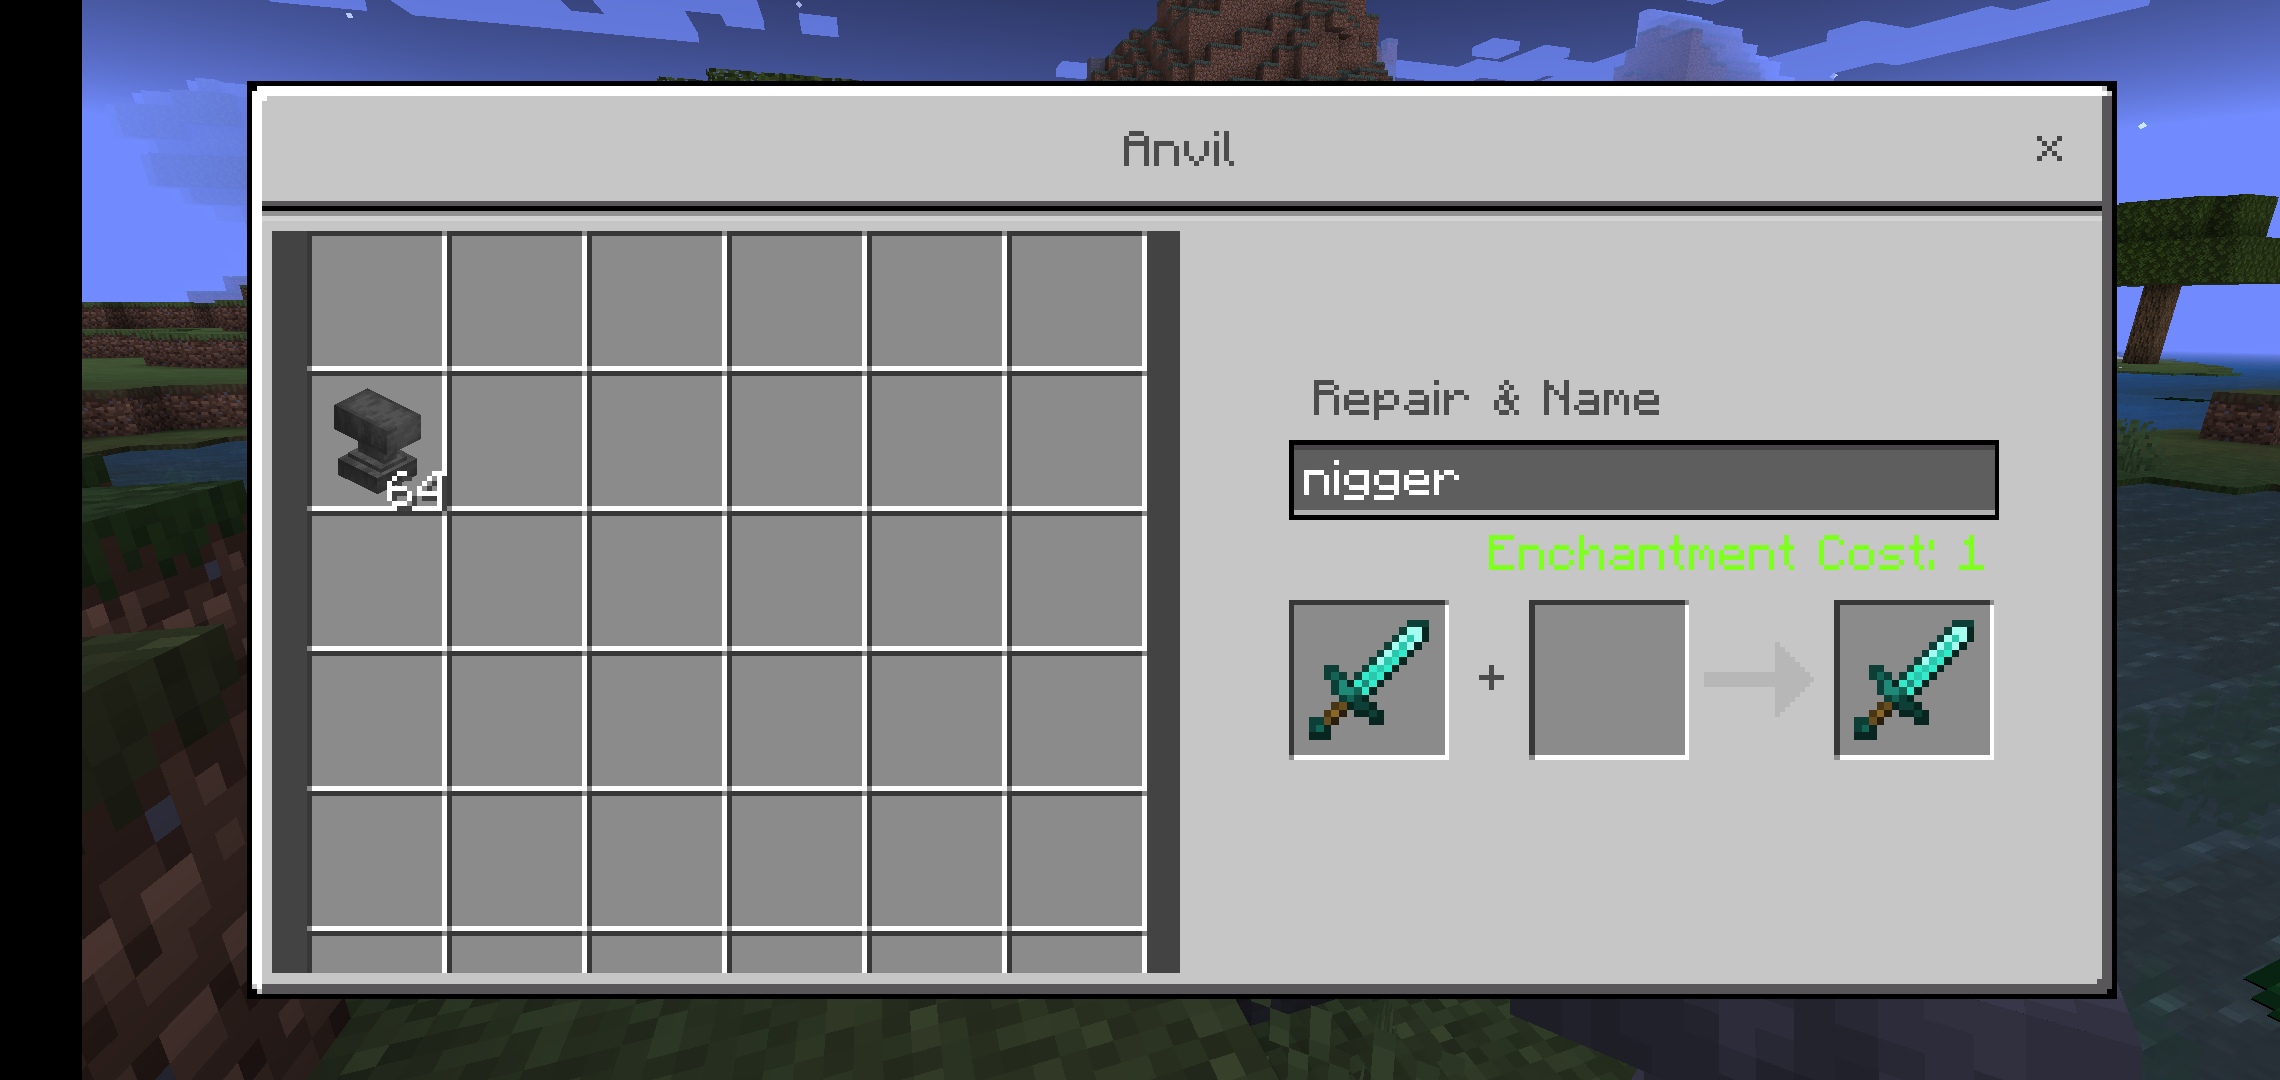 Anvil
x
64
Repair & Name
nigger
Enchantment Cost: 1
+